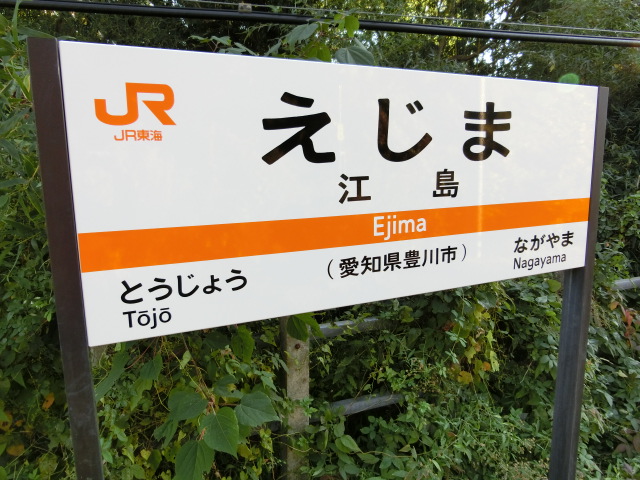 JR
JR東海
えじま
江島
Ejima
(愛知県豊川市)
とうじょう
Tōjō
ながやま
Nagayama